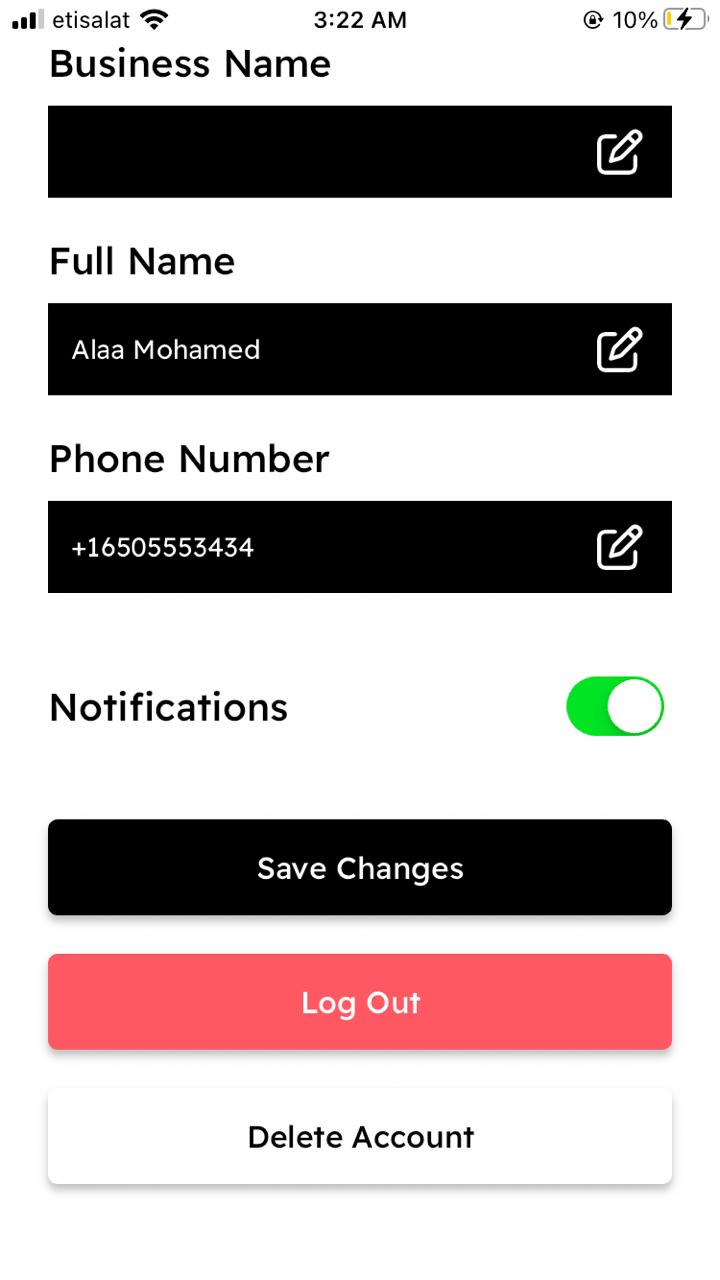 etisalat 3:22 AM 10%
Business Name
Full Name
Alaa Mohamed
Phone Number
+16505553434
Notifications
Save Changes
Log Out
Delete Account